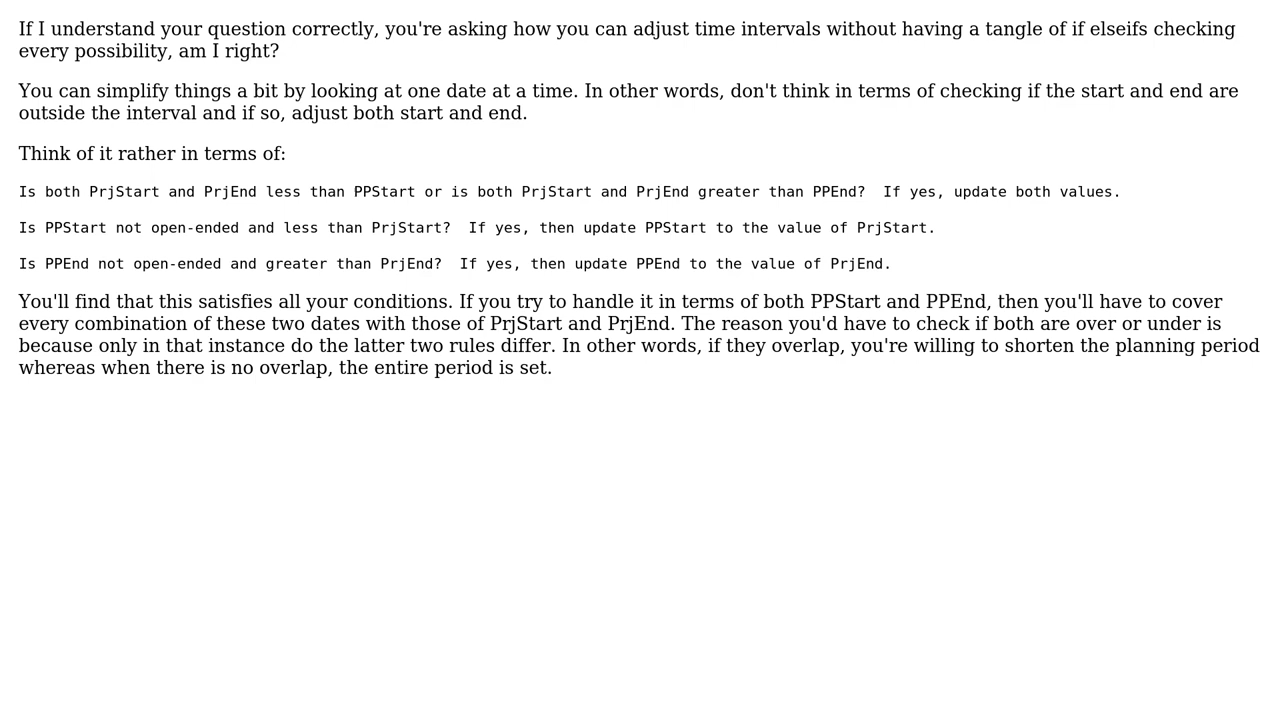 If I understand your question correctly, you're asking how you can adjust time intervals without having a tangle of if elseifs checking
every possibility, am I right?
You can simplify things a bit by looking at one date at a time. In other words, don't think in terms of checking if the start and end are
outside the interval and if so, adjust both start and end.
Think of it rather in terms of:
Is both PrjStart and PrjEnd less than PPStart or is both PrjStart and PrjEnd greater than PPEnd?  If yes, update both values.
Is PPStart not open-ended and less than PrjStart?  If yes, then update PPStart to the value of PrjStart.
Is PPEnd not open-ended and greater than PrjEnd?  If yes, then update PPEnd to the value of PrjEnd.
You'll find that this satisfies all your conditions. If you try to handle it in terms of both PPStart and PPEnd, then you'll have to cover
every combination of these two dates with those of PrjStart and PrjEnd. The reason you'd have to check if both are over or under is
because only in that instance do the latter two rules differ. In other words, if they overlap, you're willing to shorten the planning period
whereas when there is no overlap, the entire period is set.